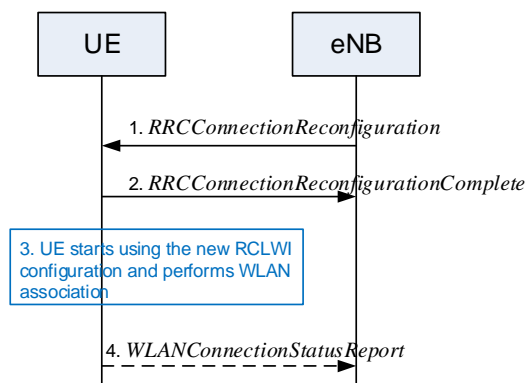 UE
eNB
1. RRCConnectionReconfiguration
2. RRCConnectionReconfigurationComplete
3. UE starts using the new RCLWI
configuration and performs WLAN
association
4. WLANConnectionStatusReport